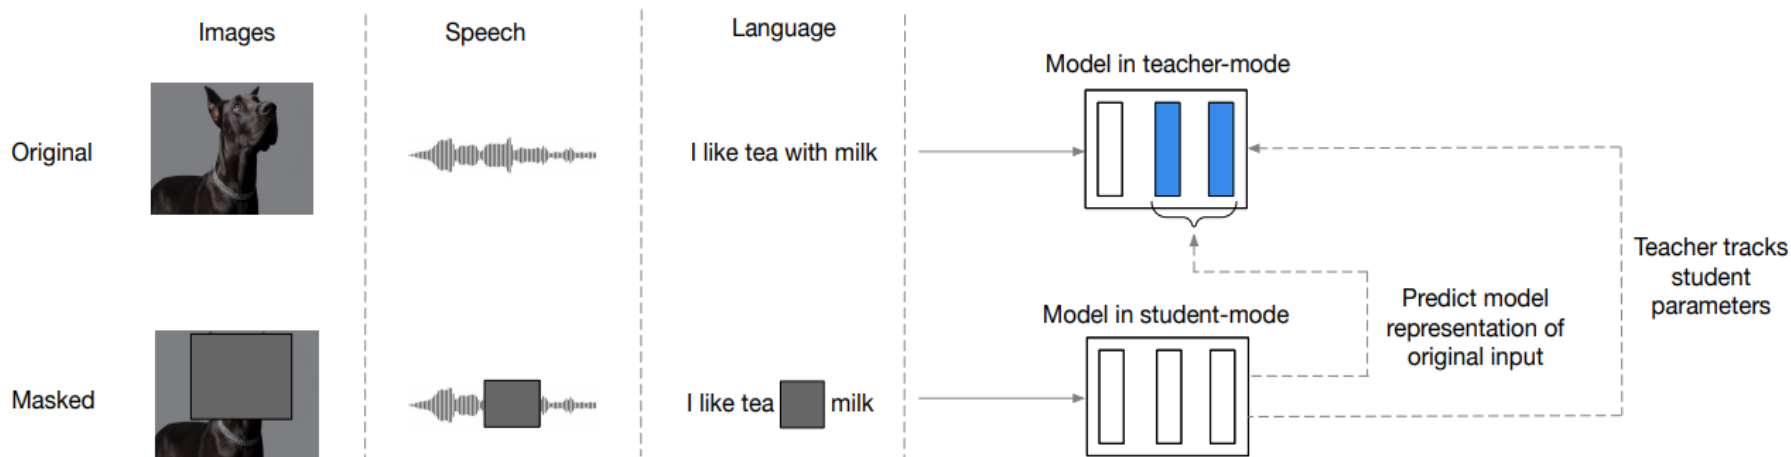 Images
Speech
Language
Model in teacher-mode
Original
I like tea with milk
Teacher tracks
student
parameters
Predict model
representation of
original input
Model in student-mode
Masked
I like tea milk